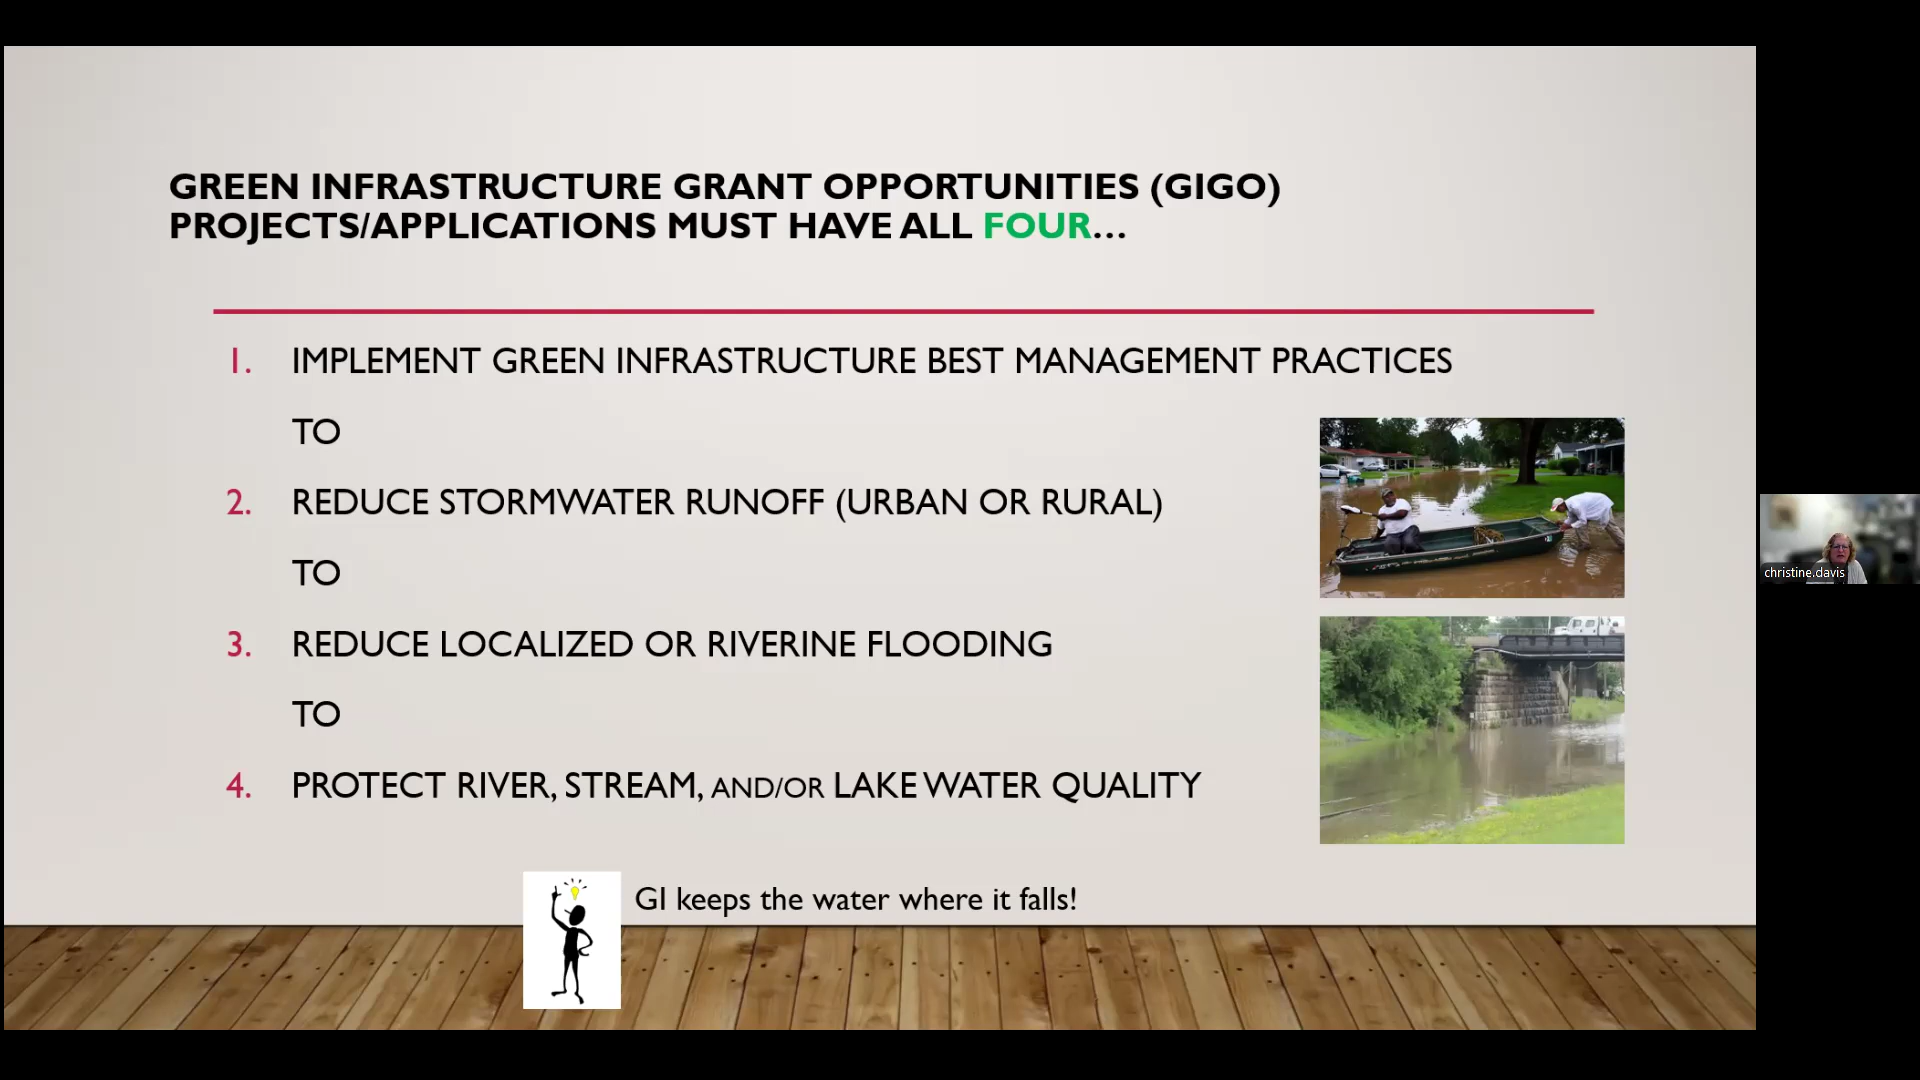 GREEN INFRASTRUCTURE GRANT OPPORTUNITIES (GIGO)
PROJECTS/APPLICATIONS MUST HAVE ALL FOUR...
1. IMPLEMENT GREEN INFRASTRUCTURE BEST MANAGEMENT PRACTICES
TO
2. REDUCE STORMWATER RUNOFF (URBAN OR RURAL)
TO
3. REDUCE LOCALIZED OR RIVERINE FLOODING
TO
4. PROTECT RIVER, STREAM, AND/OR LAKE WATER QUALITY
GI keeps the water where it falls!
christine.davis